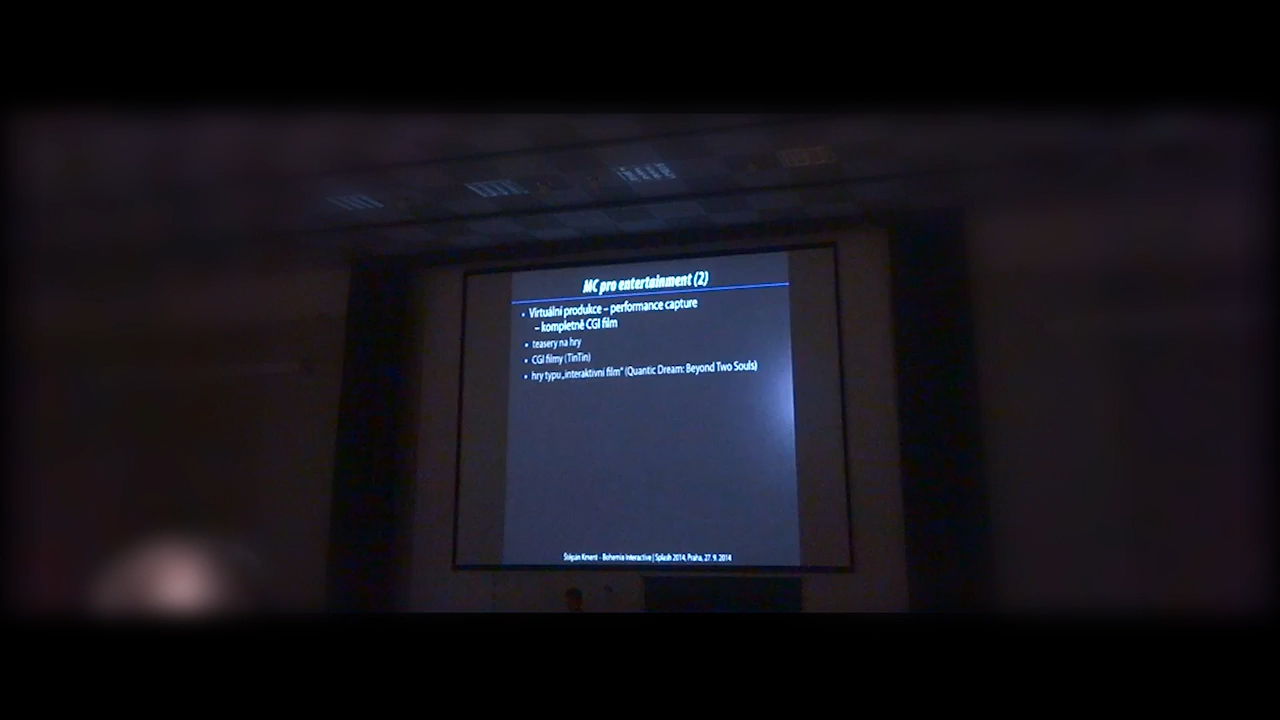 MC pro entertainment (2)
• Virtuální produkce – performance capture
– kompletně CGI film
• teasery na hry
• CGI filmy (TinTin)
• hry typu „interaktivní film“ (Quantic Dream: Beyond Two Souls)
Štěpán Kment - Bohemia Interactive | Splash 2014, Praha, 27. 9. 2014